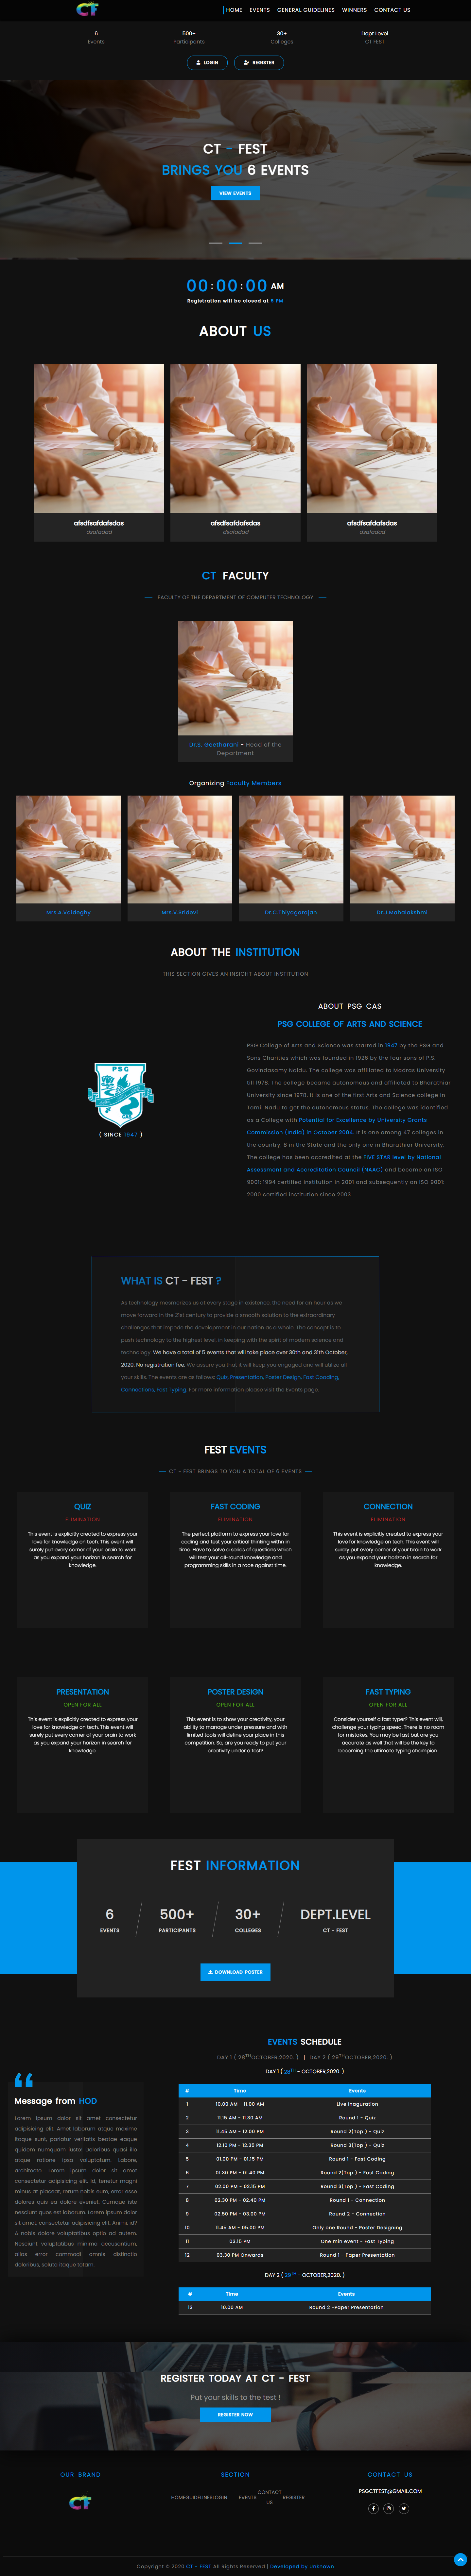 CT
HOME EVENTS GENERAL GUIDELINES WINNERS CONTACT US
6 500+ 30+ Dept Level
Events Participants Colleges CT FEST
LOGIN REGISTER
CT - FEST
BRINGS YOU 6 EVENTS
VIEW EVENTS
00 : 00 : 00 AM
Registration will be closed at 5 PM
ABOUT US
afsdfsafdafsdas afsdfsafdafsdas afsdfsafdafsdas
dsafadad dsafadad dsafadad
CT FACULTY
FACULTY OF THE DEPARTMENT OF COMPUTER TECHNOLOGY
Dr.S. Geetharani - Head of the
Department
Organizing Faculty Members
Mrs.A.Vaideghy Mrs.V.Sridevi Dr.C.Thiyagarajan Dr.J.Mahalakshmi
ABOUT THE INSTITUTION
THIS SECTION GIVES AN INSIGHT ABOUT INSTITUTION
PSG
( SINCE 1947 )
ABOUT PSG CAS
PSG COLLEGE OF ARTS AND SCIENCE
PSG College of Arts and Science was started in 1947 by the PSG and
Sons Charities which was founded in 1926 by the four sons of P.S.
Govindasamy Naidu. The college was affiliated to Madras University
till 1978. The college became autonomous and affiliated to Bharathiar
University since 1978. It is one of the first Arts and Science college in
Tamil Nadu to get the autonomous status. The college was identified
as a College with Potential for Excellence by University Grants
Commission (India) in October 2004. It is one among 47 colleges in
the country, 8 in the State and the only one in Bharathiar University.
The college has been accredited at the FIVE STAR level by National
Assessment and Accreditation Council (NAAC) and became an ISO
9001: 1994 certified institution in 2001 and subsequently an ISO 9001:
2000 certified institution since 2003.
WHAT IS CT - FEST ?
As technology mesmerizes us at every stage in existence, the need for an hour as we
move forward in the 21st century to provide a smooth solution to the extraordinary
challenges that impede the development in our nation as a whole. The concept is to
push technology to the highest level, in keeping with the spirit of modern science and
technology. We have a total of 5 events that will take place over 30th and 31th October,
2020. No registration fee. We assure you that it will keep you engaged and will utilize all
your skills. The events are as follows: Quiz, Presentation, Poster Design, Fast Coading,
Connections, Fast Typing. For more information please visit the Events page.
FEST EVENTS
CT - FEST BRINGS TO YOU A TOTAL OF 6 EVENTS
QUIZ
ELIMINATION
This event is explicitly created to express your
love for knowledge on tech. This event will
surely put every corner of your brain to work
as you expand your horizon in search for
knowledge.
FAST CODING
ELIMINATION
The perfect platform to express your love for
coding and test your critical thinking within in
time. Have to solve a series of questions which
will test your all-round knowledge and
programming skills in a race against time.
CONNECTION
ELIMINATION
This event is explicitly created to express your
love for knowledge on tech. This event will
surely put every corner of your brain to work
as you expand your horizon in search for
knowledge.
PRESENTATION
OPEN FOR ALL
This event is explicitly created to express your
love for knowledge on tech. This event will
surely put every corner of your brain to work
as you expand your horizon in search for
knowledge.
POSTER DESIGN
OPEN FOR ALL
This event is to show your creativity, your
ability to manage under pressure and with
limited tools will define your place in this
competition. So, are you ready to put your
creativity under a test?
FAST TYPING
OPEN FOR ALL
Consider yourself a fast typer? This event will,
challenge your typing speed. There is no room
for mistakes. You may be fast but are you
accurate as well that will be the key to
becoming the ultimate typing champion.
FEST INFORMATION
6 500+ 30+ DEPT.LEVEL
EVENTS PARTICIPANTS COLLEGES CT - FEST
DOWNLOAD POSTER
Message from HOD
Lorem ipsum dolor sit amet consectetur
adipisicing elit. Amet laborum atque maxime
itaque sunt, pariatur veritatis beatae eaque
quidem numquam iusto! Doloribus quasi illo
atque ratione ipsa voluptatum. Labore,
architecto. Lorem ipsum dolor sit amet
consectetur adipisicing elit. Id, tenetur magni
minus at placeat, rerum nobis eum, error esse
dolores quis ea dolore eveniet. Cumque iste
nesciunt quos est laborum. Lorem ipsum dolor
sit amet, consectetur adipisicing elit. Animi, id?
A nobis dolore voluptatibus optio ad autem.
Nesciunt voluptatibus minima accusantium,
alias error commodi omnis distinctio
doloribus, soluta itaque totam.
EVENTS SCHEDULE
DAY 1 ( 28TH OCTOBER,2020. ) | DAY 2 ( 29TH OCTOBER,2020. )
DAY 1 ( 28TH - OCTOBER,2020. )
# Time Events
1 10.00 AM - 11.00 AM Live Inaguration
2 11.15 AM - 11.30 AM Round 1 - Quiz
3 11.45 AM - 12.00 PM Round 2(Top ) - Quiz
4 12.10 PM - 12.35 PM Round 3(Top ) - Quiz
5 01.00 PM - 01.15 PM Round 1 - Fast Coding
6 01.30 PM - 01.40 PM Round 2(Top ) - Fast Coding
7 02.00 PM - 02.15 PM Round 3(Top ) - Fast Coding
8 02.30 PM - 02.40 PM Round 1 - Connection
9 02.50 PM - 03.00 PM Round 2 - Connection
10 11.45 AM - 05.00 PM Only one Round - Poster Designing
11 03.15 PM One min event - Fast Typing
12 03.30 PM Onwards Round 1 - Paper Presentation
DAY 2 ( 29TH - OCTOBER,2020. )
# Time Events
13 10.00 AM Round 2 -Paper Presentation
REGISTER TODAY AT CT - FEST
Put your skills to the test !
REGISTER NOW
OUR BRAND
CT
SECTION
HOME GUIDELINES LOGIN EVENTS CONTACT US REGISTER
CONTACT US
PSGCTFEST@GMAIL.COM
Copyright © 2020 CT - FEST All Rights Reserved | Developed by Unknown